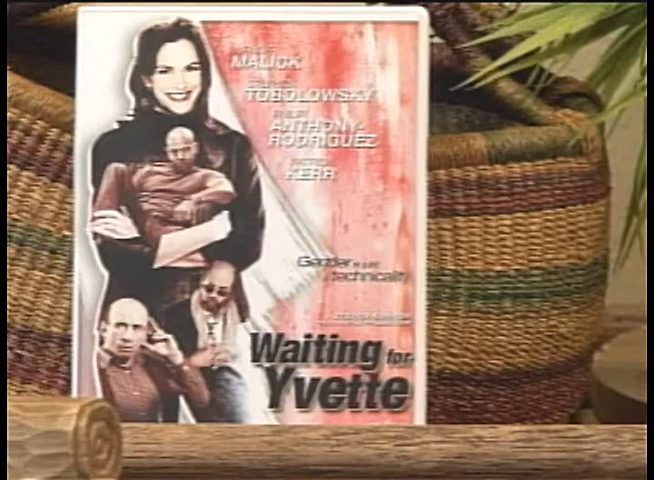 MALICK
TOBOLOWSKY
ANTHONY-
RODRIGUEZ
KERR
Gender is just
a technicality
Waiting for
Yvette